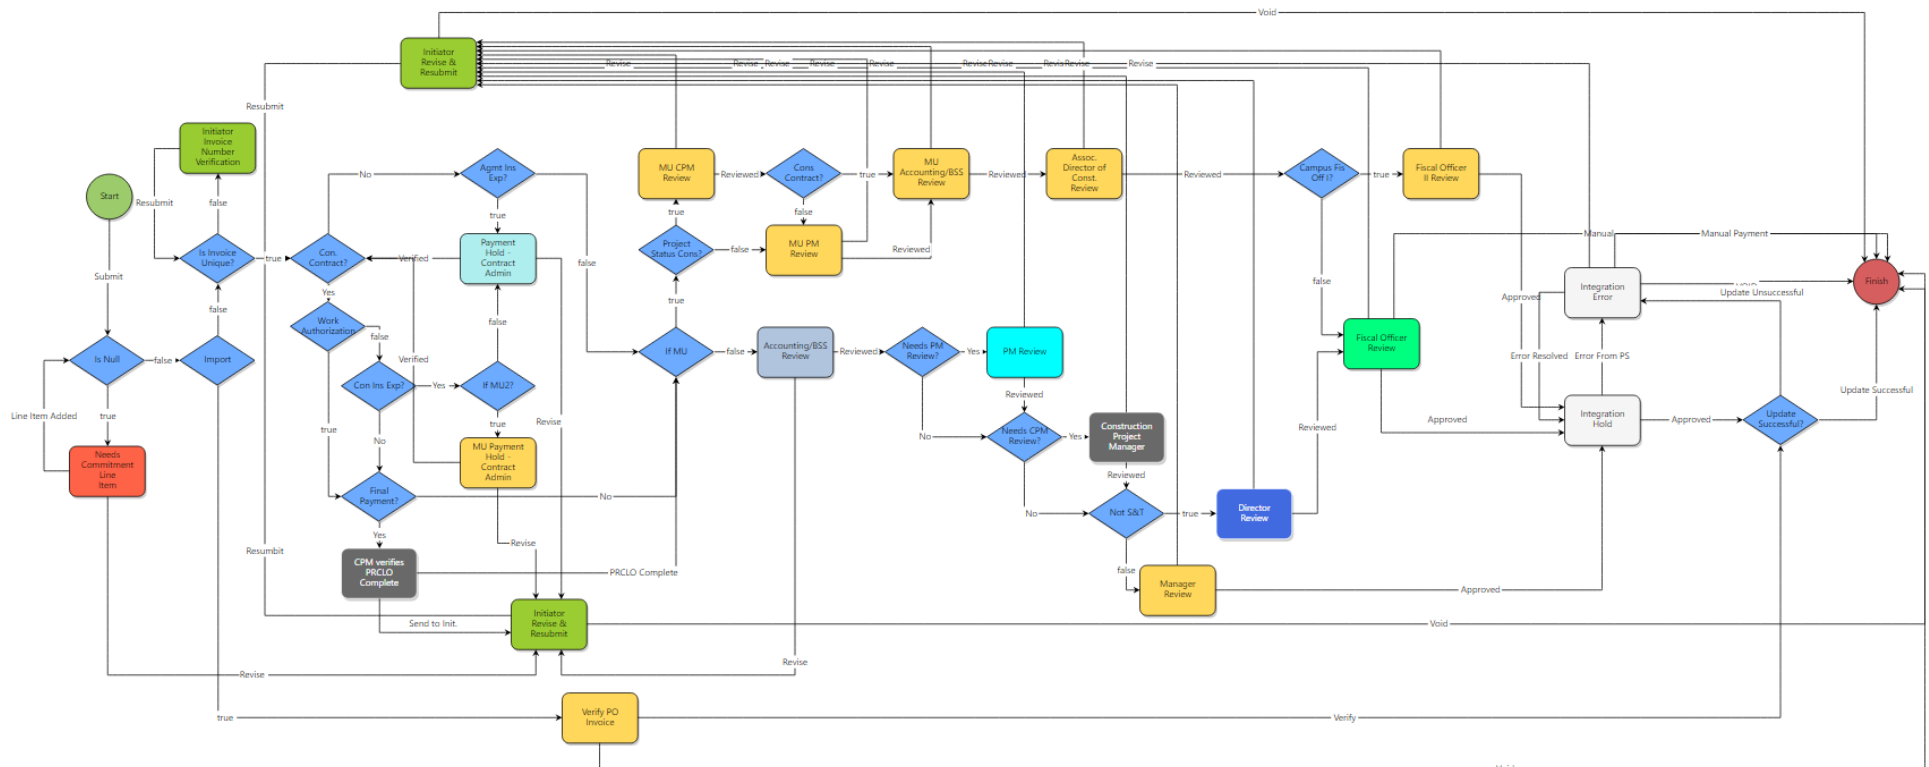 Void
Initiator
Revise &
Resubmit
Revise
Revise
Revise
Revise
Revise
Revise
Revise
Revise
Revise
Resubmit
Initiator
Invoice
Number
Verification
Resubmit
false
Start
Submit
Is Invoice
Unique?
true
false
Is Null
false
Import
true
Line Item Added
Needs
Commitment
Line
Item
Revise
true
No
Agmt Ins
Exp?
true
false
Con.
Contract?
Verified
Payment
Hold -
Contract
Admin
Yes
Work
Authorization
false
Verified
false
Con Ins Exp?
Yes
If MU2?
true
Revise
true
No
MU Payment
Hold -
Contract
Admin
Final
Payment?
No
Yes
Revise
CPM verifies
PRCLO
Complete
PRCLO Complete
Resumbit
Send to Init.
Initiator
Revise &
Resubmit
Void
MU CPM
Review
Reviewed
Cons
Contract?
true
MU
Accounting/BSS
Review
Reviewed
Assoc.
Director of
Const.
Review
Reviewed
Campus Fis
Off I?
true
Fiscal Officer
II Review
true
false
Project
Status Cons?
false
MU PM
Review
Reviewed
true
If MU
false
Accounting/BSS
Review
Reviewed
Needs PM
Review?
Yes
PM Review
Reviewed
No
Needs CPM
Review?
Yes
Construction
Project
Manager
Reviewed
No
Not S&T
true
Director
Review
Reviewed
false
Manager
Review
Approved
Revise
false
Fiscal Officer
Review
Approved
Approved
Manual
Manual Payment
Integration
Error
Update Unsuccessful
Finish
Error Resolved
Error From PS
Integration
Hold
Approved
Update
Successful?
Update Successful
true
Verify PO
Invoice
Verify